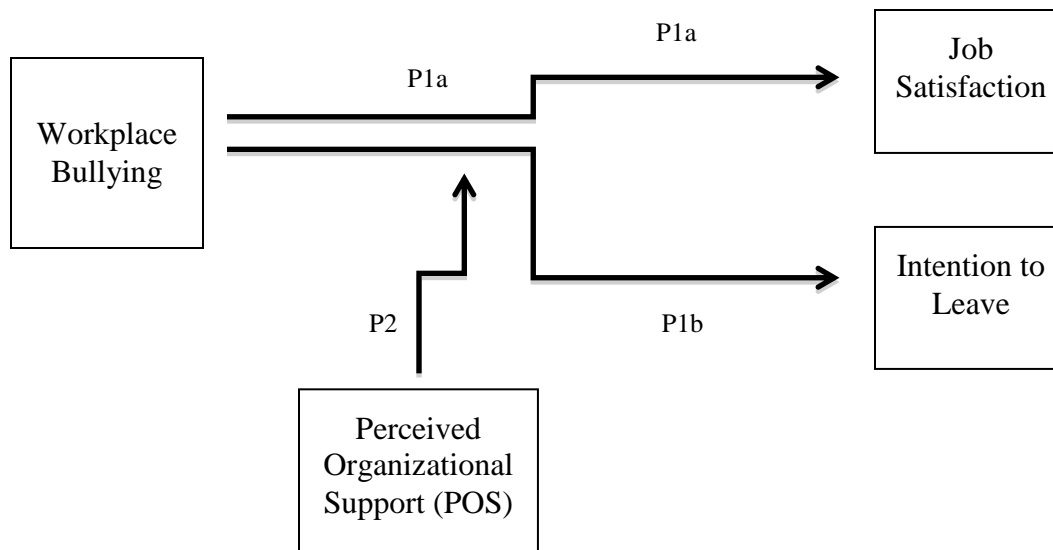 P1a
Job
Satisfaction
P1a
Workplace
Bullying
Intention to
Leave
P2
P1b
Perceived
Organizational
Support (POS)